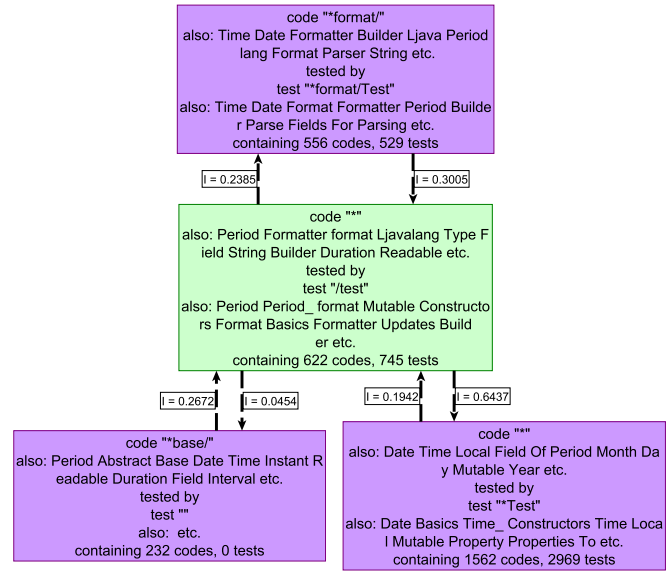 code "*format/"
also: Time Date Formatter Builder Ljava Period
lang Format Parser String etc.
tested by
test "*format/Test"
also: Time Date Format Formatter Period Builde
r Parse Fields For Parsing etc.
containing 556 codes, 529 tests
I = 0.2385
I = 0.3005
code "*"
also: Period Formatter format Ljavalang Type F
ield String Builder Duration Readable etc.
tested by
test "/test"
also: Period Period_ format Mutable Constructo
rs Format Basics Formatter Updates Build
er etc.
containing 622 codes, 745 tests
I = 0.2672
I = 0.0454
I = 0.1942
I = 0.6437
code "*base/"
also: Period Abstract Base Date Time Instant R
eadable Duration Field Interval etc.
tested by
test ""
also:  etc.
containing 232 codes, 0 tests
code "*"
also: Date Time Local Field Of Period Month Da
y Mutable Year etc.
tested by
test "*Test"
also: Date Basics Time_ Constructors Time Loca
l Mutable Property Properties To etc.
containing 1562 codes, 2969 tests